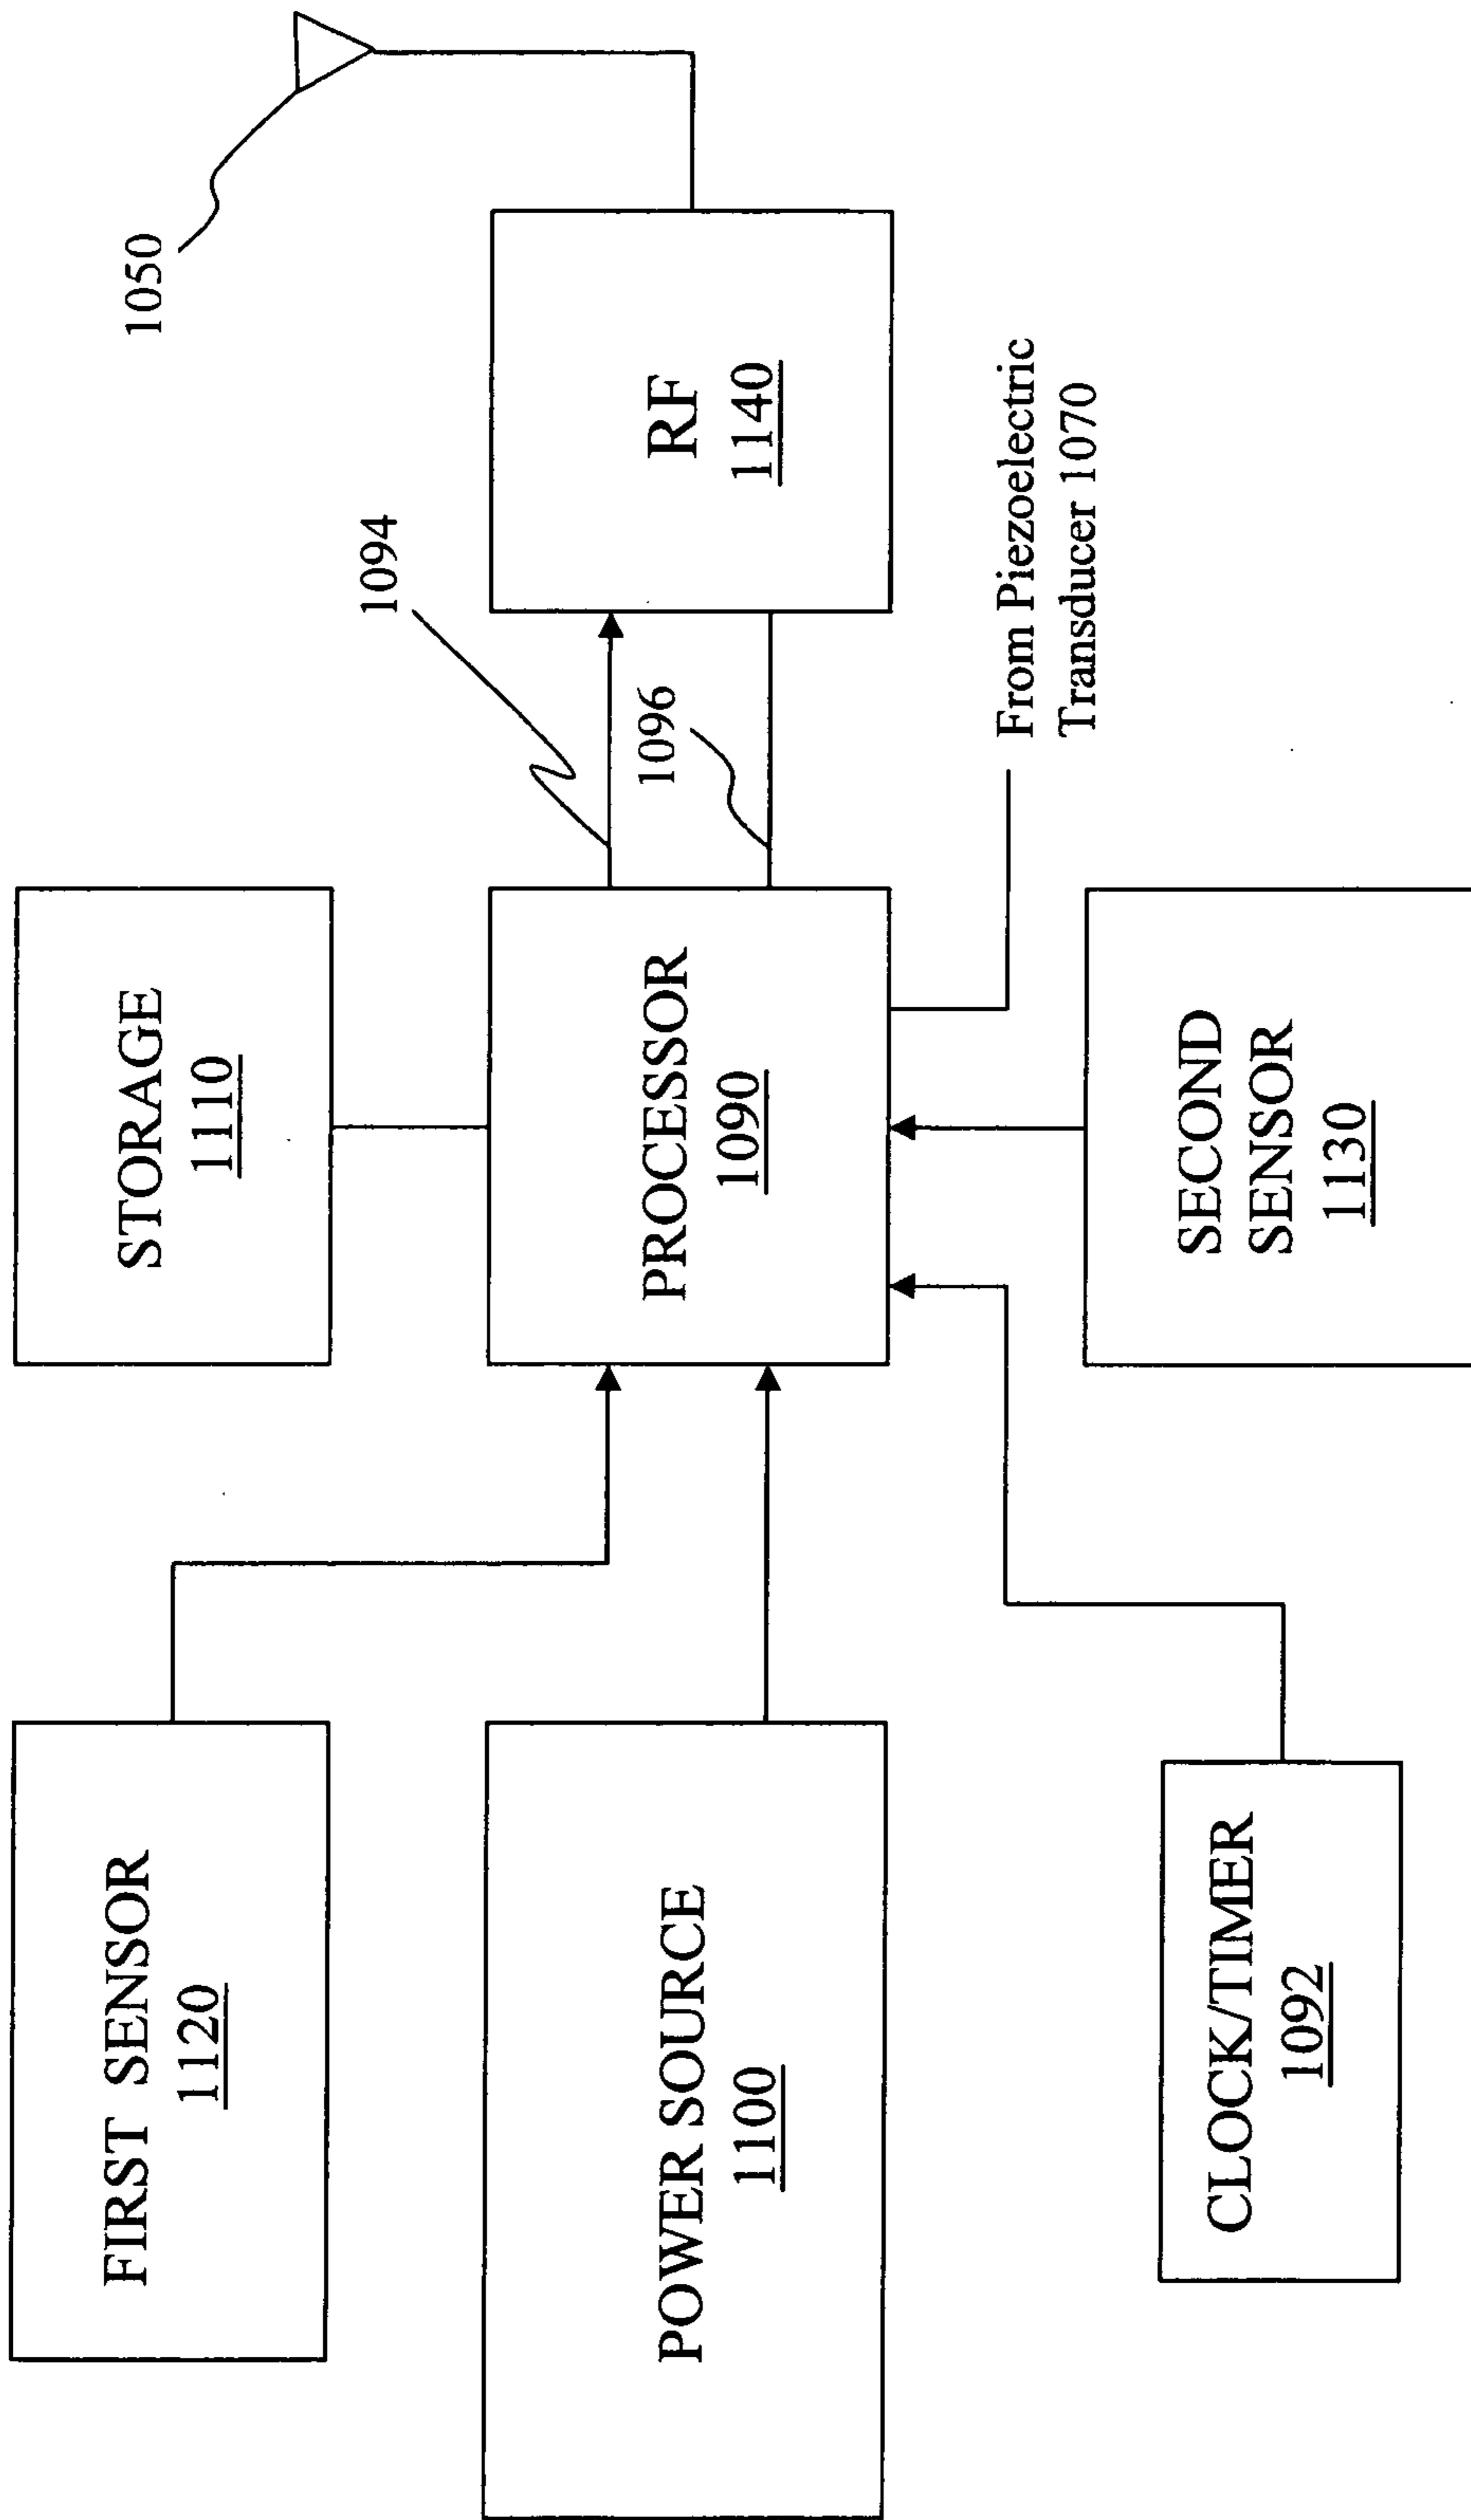 FIRST SENSOR
1120
STORAGE
1110
1050
1094
POWER SOURCE
1100
PROCESSOR
1090
1096
RF
1140
From Piezoelectric
Transducer 1070
CLOCK/TIMER
1092
SECOND
SENSOR
1130